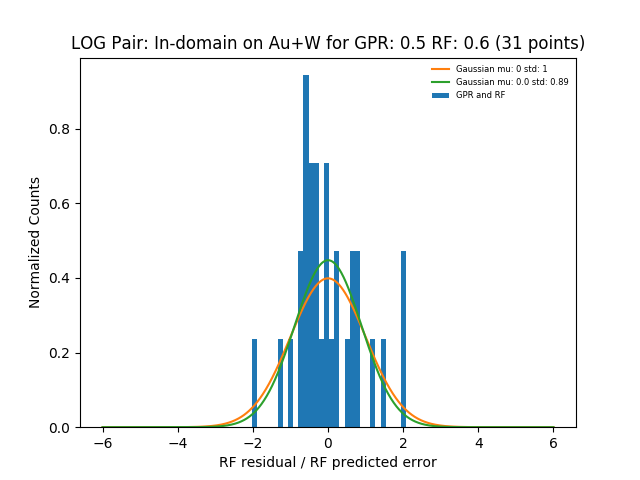 LOG Pair: In-domain on Au+W for GPR: 0.5 RF: 0.6 (31 points)
Gaussian mu: 0 std: 1
Gaussian mu: 0.0 std: 0.89
GPR and RF
Normalized Counts
0.8
0.6
0.4
0.2
0.0
−6
−4
−2
0
2
4
6
RF residual / RF predicted error